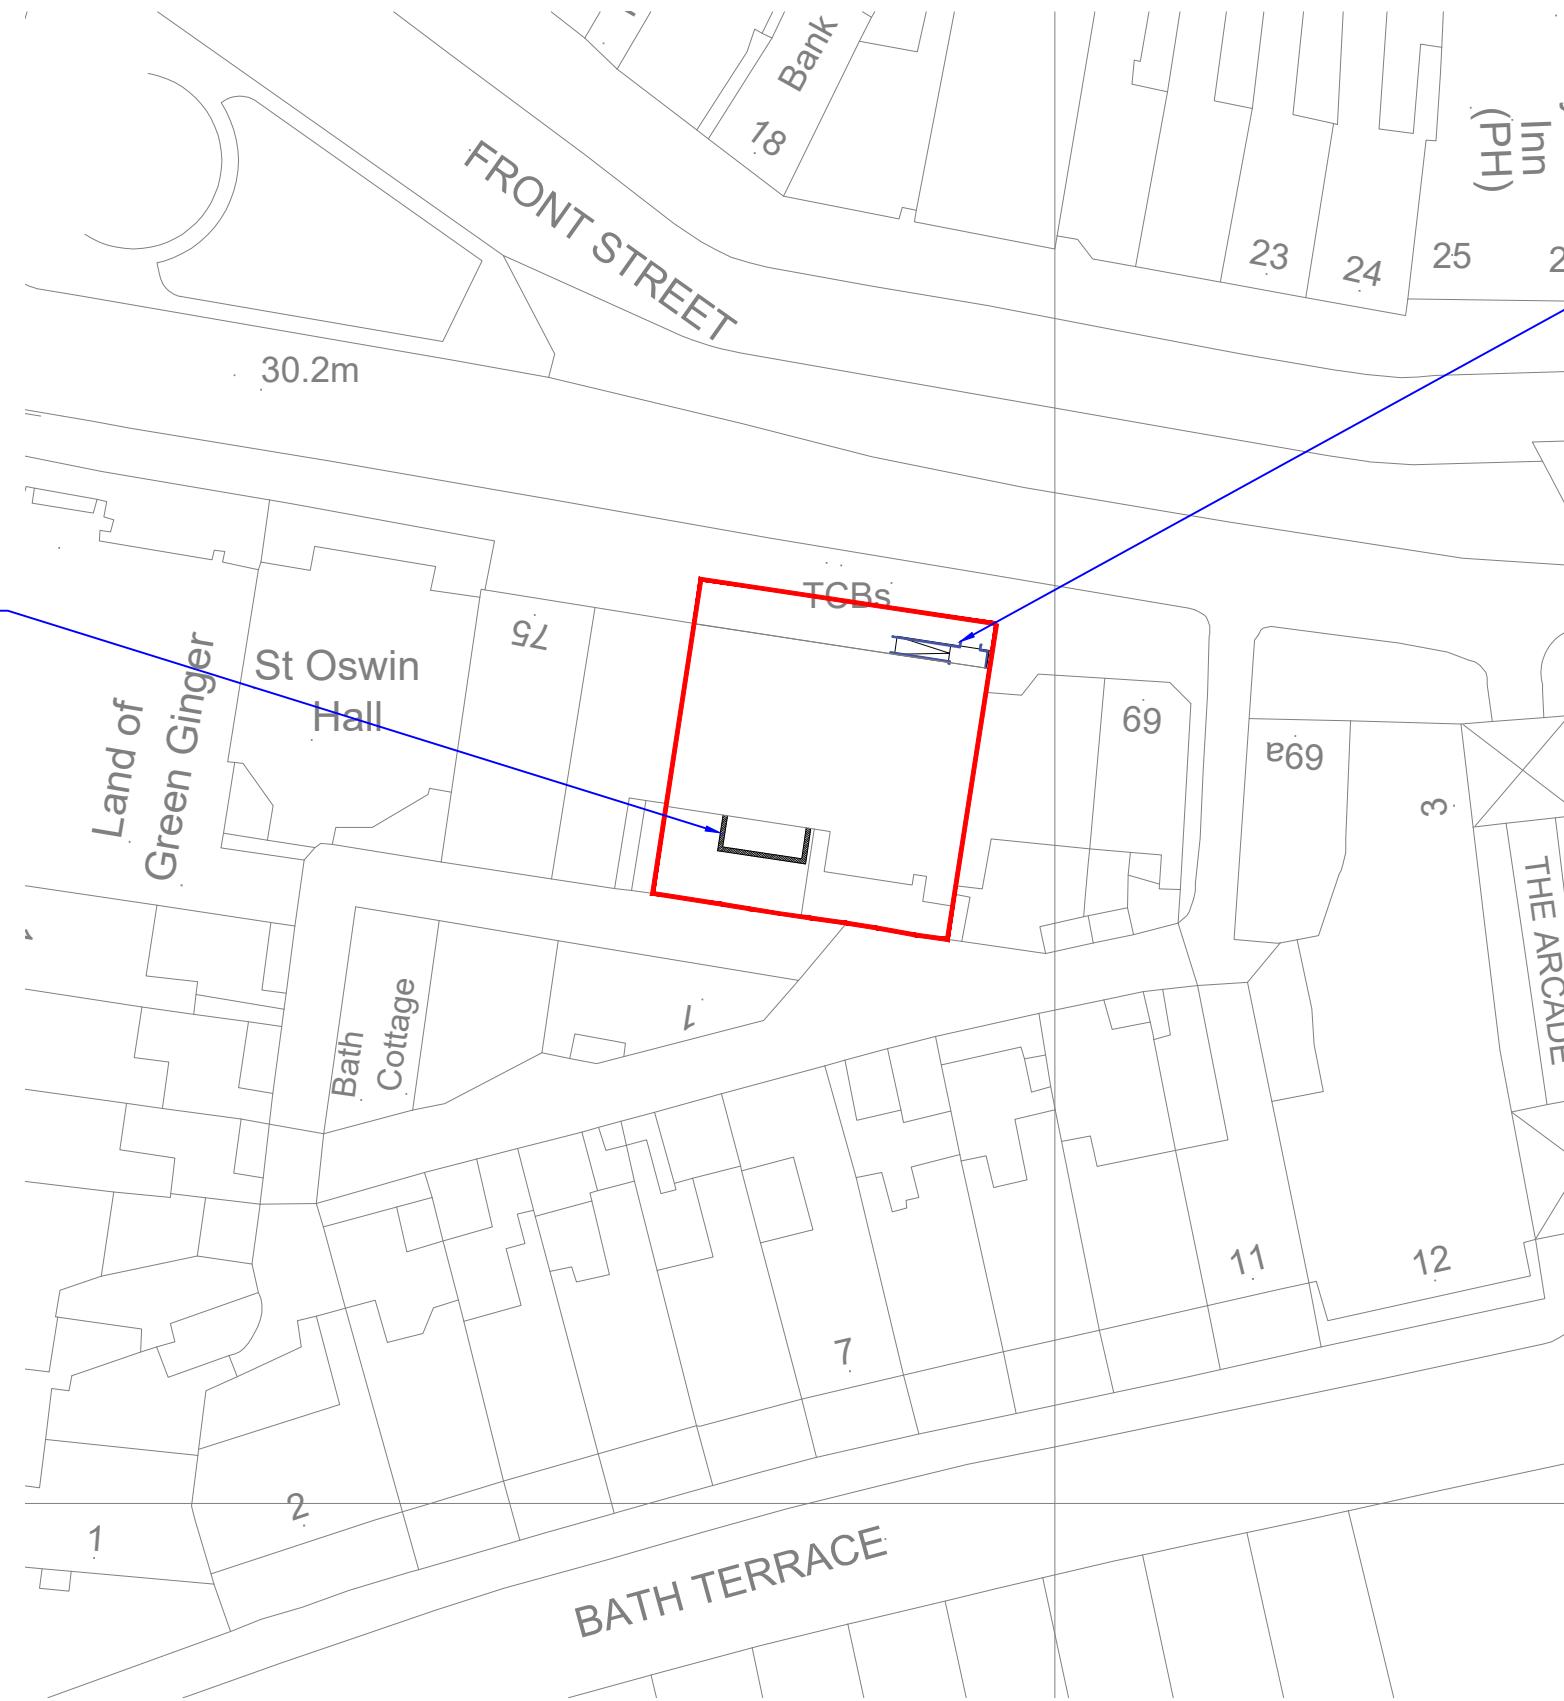 Bank
18
FRONT STREET
Inn
(PH)
23
24
25
2
30.2m
TCBs
75
St Oswin
Hall
Land of
Green Ginger
69
69a
3
THE ARCADE
Bath
Cottage
1
11
12
7
2
1
BATH TERRACE